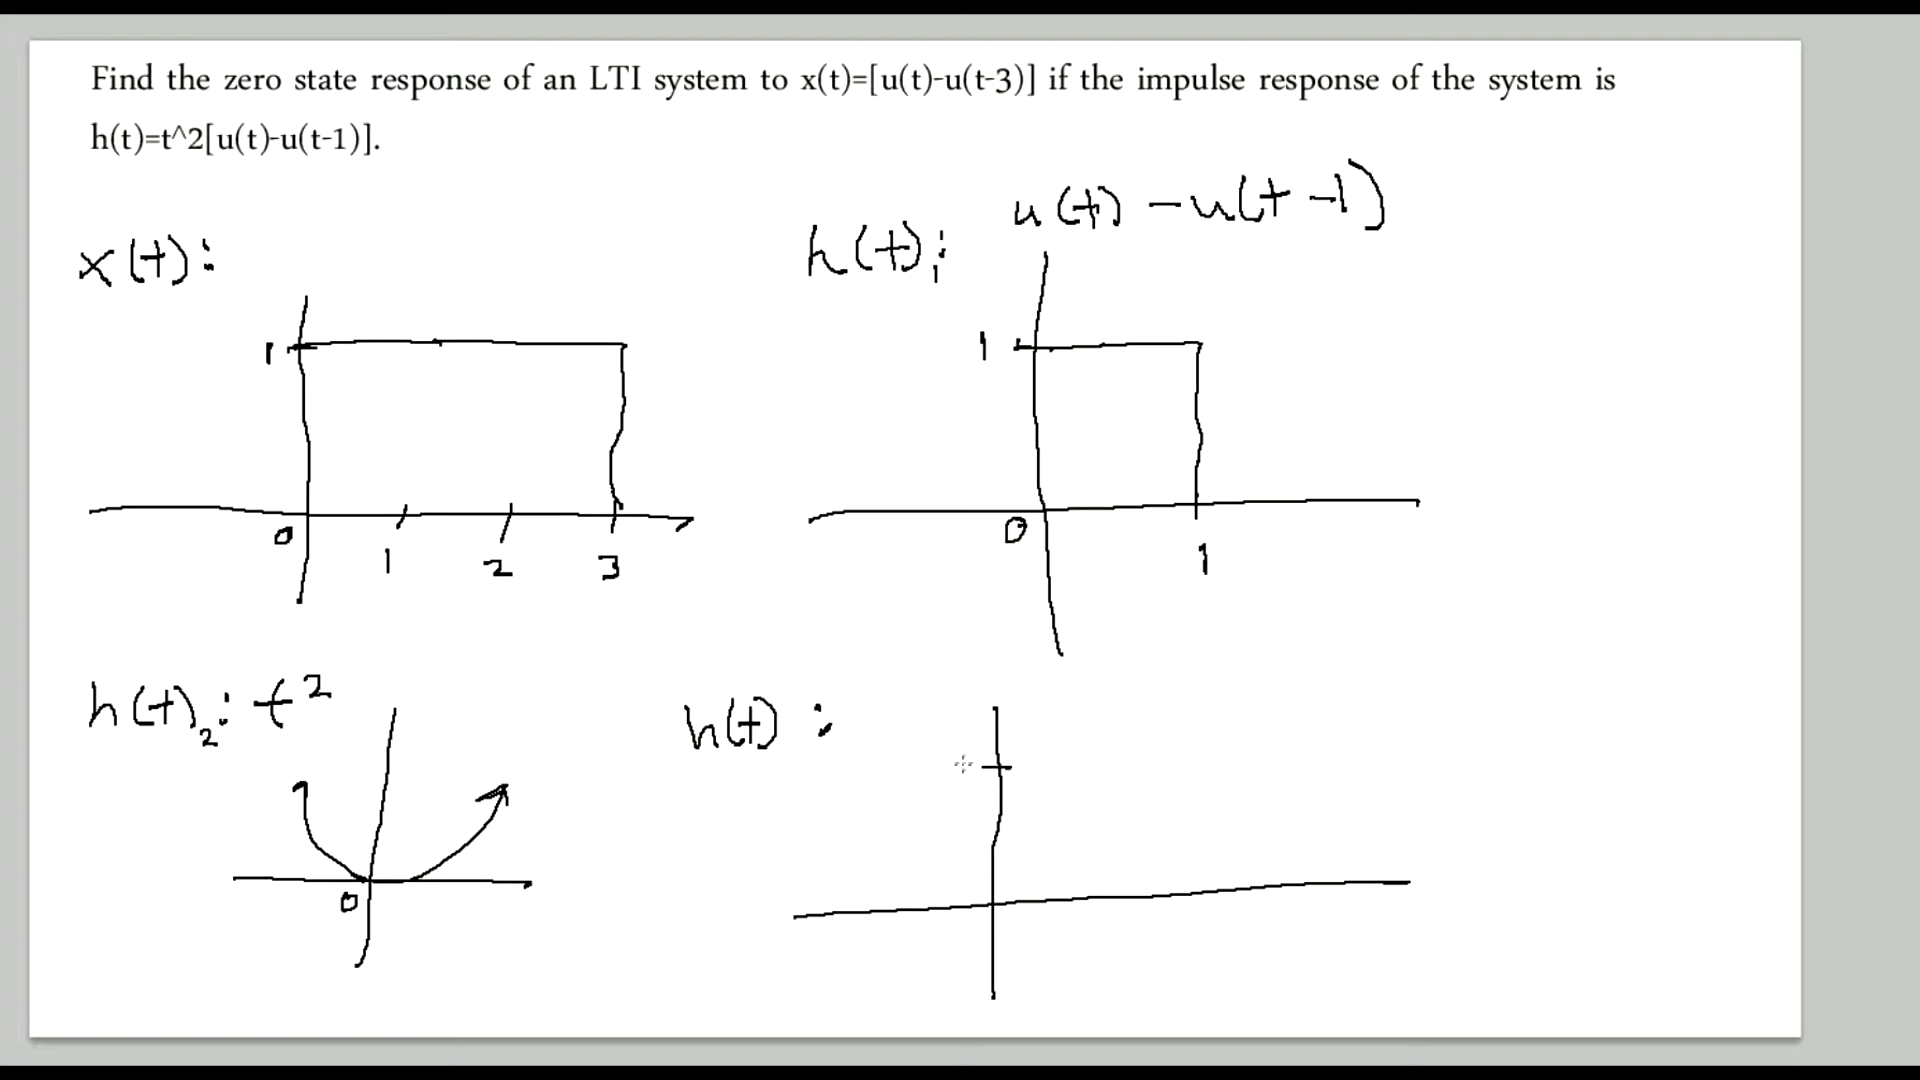 Find the zero state response of an LTI system to x(t)=[u(t)-u(t-3)] if the impulse response of the system is
h(t)=t^2[u(t)-u(t-1)].
u(t) - u(t-1)
x(t):
h(t)₁:
1
1
0
1
2
3
0
1
h(t)₂: t²
h(t) :
0